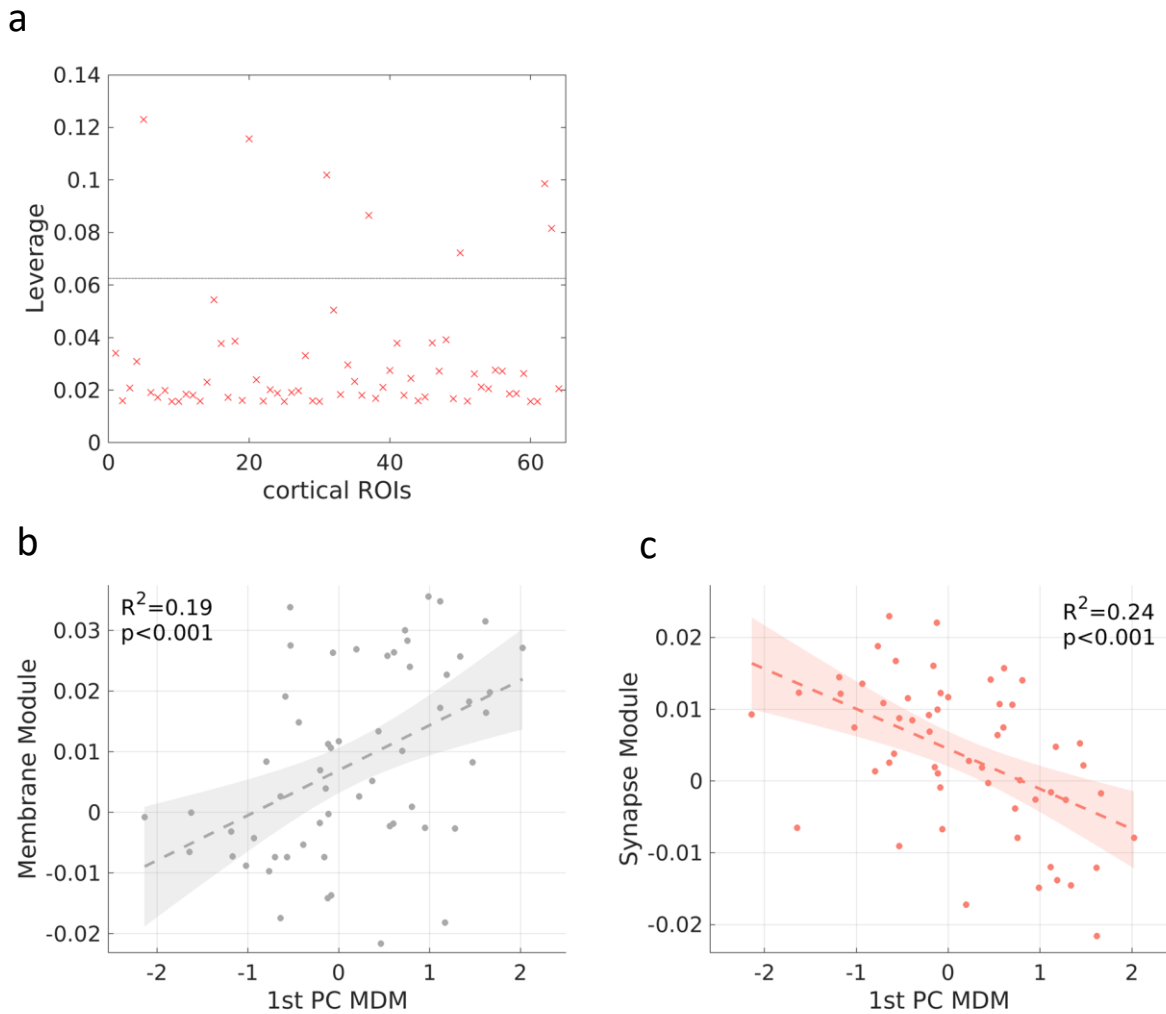 a
0.14
0.12
0.1
0.08
0.06
0.04
0.02
0
Leverage
0 20 40 60
cortical ROIs
b
R²=0.19
p<0.001
0.03
0.02
0.01
0
-0.01
-0.02
Membrane Module
-2 -1 0 1 2
1st PC MDM
c
R²=0.24
p<0.001
0.02
0.01
0
-0.01
-0.02
Synapse Module
-2 -1 0 1 2
1st PC MDM